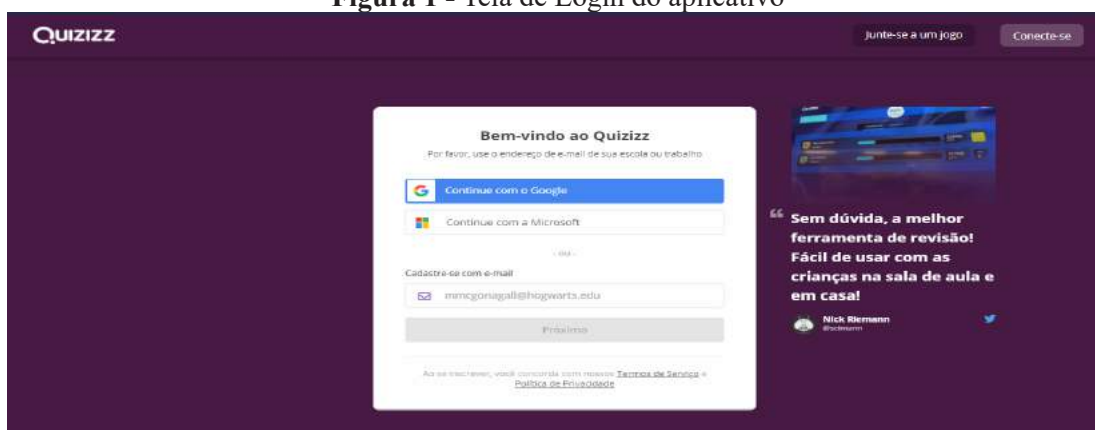 Figura 1 - Tela de Login do aplicativo
QUIZIZZ
Junte-se a um jogo
Conecte-se
Bem-vindo ao Quizizz
Por favor, use o endereço de e-mail de sua escola ou trabalho
Continue com o Google
Continue com a Microsoft
- OU -
Cadastre-se com e-mail
mmcgonagall@hogwarts.edu
Próximo
Ao se inscrever, você concorda com nossos Termos de Serviço e
Política de Privacidade
“ Sem dúvida, a melhor
ferramenta de revisão!
Fácil de usar com as
crianças na sala de aula e
em casa!
Nick Riemann